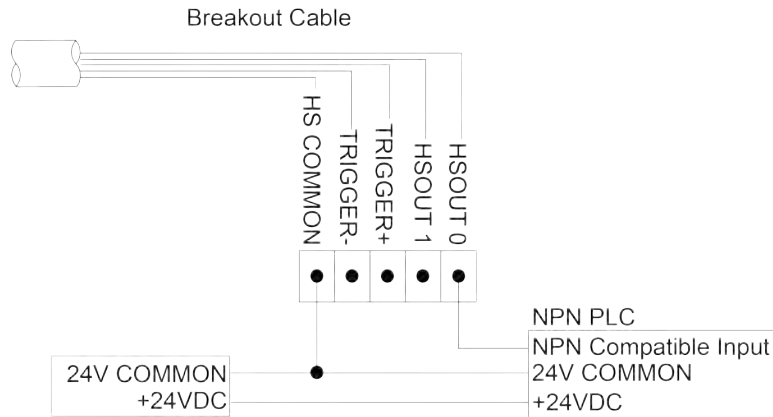 Breakout Cable
HS COMMON
TRIGGER-
TRIGGER+
HSOUT 1
HSOUT 0
NPN PLC
NPN Compatible Input
24V COMMON
+24VDC
24V COMMON
+24VDC